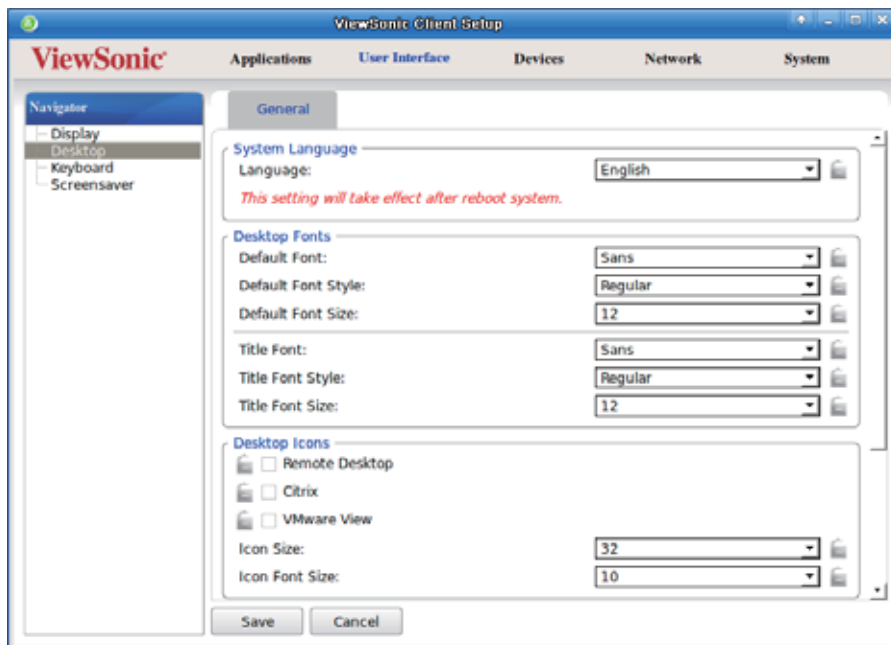 ViewSonic Client Setup
ViewSonic®
Applications User Interface Devices Network System
Navigator
Display
Desktop
Keyboard
Screensaver
General
System Language
Language: English
This setting will take effect after reboot system.
Desktop Fonts
Default Font: Sans
Default Font Style: Regular
Default Font Size: 12
Title Font: Sans
Title Font Style: Regular
Title Font Size: 12
Desktop Icons
Remote Desktop
Citrix
VMware View
Icon Size: 32
Icon Font Size: 10
Save Cancel